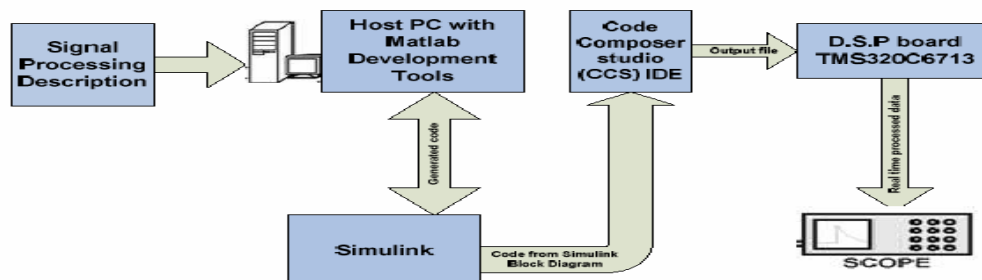 Signal
Processing
Description
Host PC with
Matlab
Development
Tools
Generated code
Simulink
Code from Simulink
Block Diagram
Code
Composer
studio
(CCS) IDE
Output file
D.S.P board
TMS320C6713
Real time processed data
SCOPE